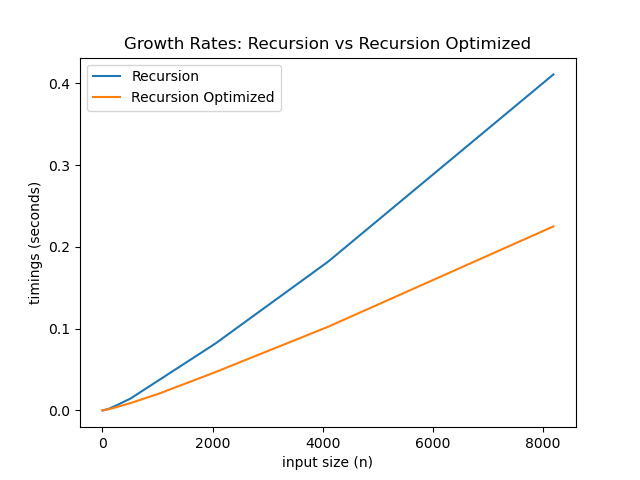 Growth Rates: Recursion vs Recursion Optimized
Recursion
Recursion Optimized
timings (seconds)
0.4
0.3
0.2
0.1
0.0
0 2000 4000 6000 8000
input size (n)